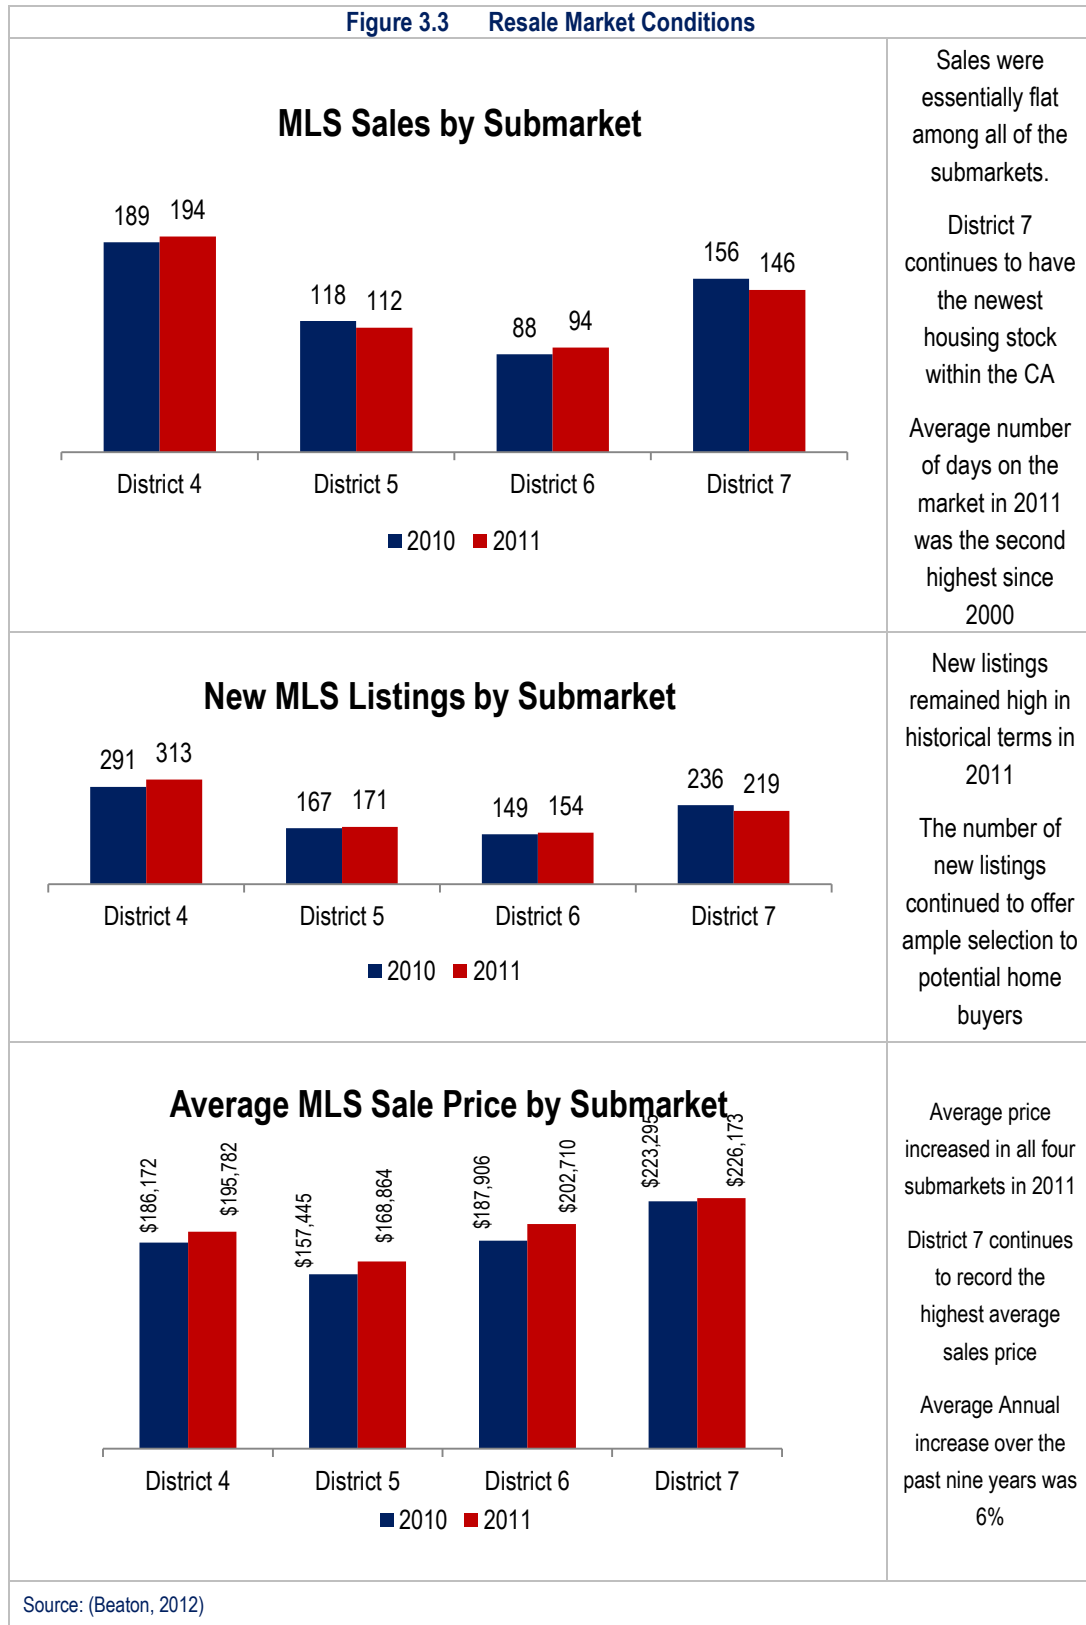 Figure 3.3 Resale Market Conditions
MLS Sales by Submarket
189 194
118 112
88 94
156 146
District 4 District 5 District 6 District 7
2010 2011
Sales were
essentially flat
among all of the
submarkets.
District 7
continues to have
the newest
housing stock
within the CA
Average number
of days on the
market in 2011
was the second
highest since
2000
New MLS Listings by Submarket
291 313
167 171
149 154
236 219
District 4 District 5 District 6 District 7
2010 2011
New listings
remained high in
historical terms in
2011
The number of
new listings
continued to offer
ample selection to
potential home
buyers
Average MLS Sale Price by Submarket
$186,172
$195,782
$157,445
$168,864
$187,906
$202,710
$223,295
$226,173
District 4 District 5 District 6 District 7
2010 2011
Average price
increased in all four
submarkets in 2011
District 7 continues
to record the
highest average
sales price
Average Annual
increase over the
past nine years was
6%
Source: (Beaton, 2012)